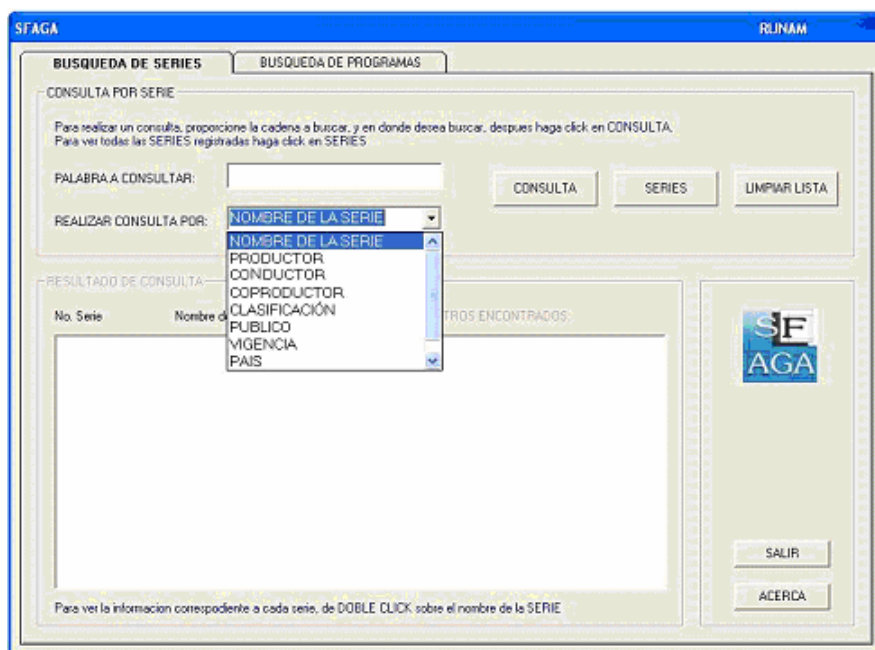 SFAGA RUNAM
BUSQUEDA DE SERIES BUSQUEDA DE PROGRAMAS
CONSULTA POR SERIE
Para realizar un consulta, proporcione la cadena a buscar, y en donde desea buscar, despues haga click en CONSULTA.
Para ver todas las SERIES registradas haga click en SERIES
PALABRA A CONSULTAR:
CONSULTA SERIES LIMPIAR LISTA
REALIZAR CONSULTA POR: NOMBRE DE LA SERIE
NOMBRE DE LA SERIE
PRODUCTOR
CONDUCTOR
COPRODUCTOR
CLASIFICACIÓN
PUBLICO
VIGENCIA
PAIS
RESULTADO DE CONSULTA
No. Serie Nombre d TROS ENCONTRADOS:
SF
AGA
SALIR
ACERCA
Para ver la informacion correspodiente a cada serie, de DOBLE CLICK sobre el nombre de la SERIE